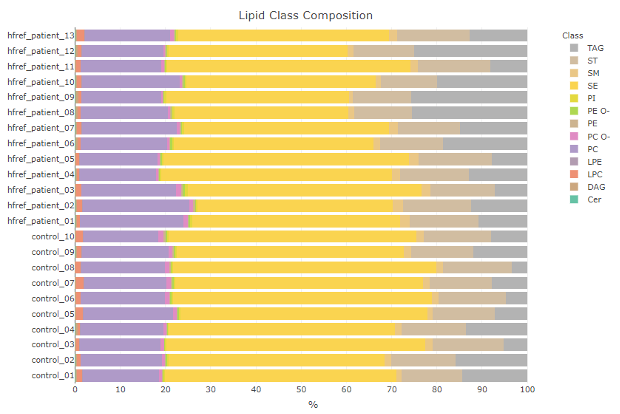 Lipid Class Composition
hfref_patient_13
hfref_patient_12
hfref_patient_11
hfref_patient_10
hfref_patient_09
hfref_patient_08
hfref_patient_07
hfref_patient_06
hfref_patient_05
hfref_patient_04
hfref_patient_03
hfref_patient_02
hfref_patient_01
control_10
control_09
control_08
control_07
control_06
control_05
control_04
control_03
control_02
control_01
0 10 20 30 40 50 60 70 80 90 100
%
Class
TAG
ST
SM
SE
PI
PE O-
PE
PC O-
PC
LPE
LPC
DAG
Cer